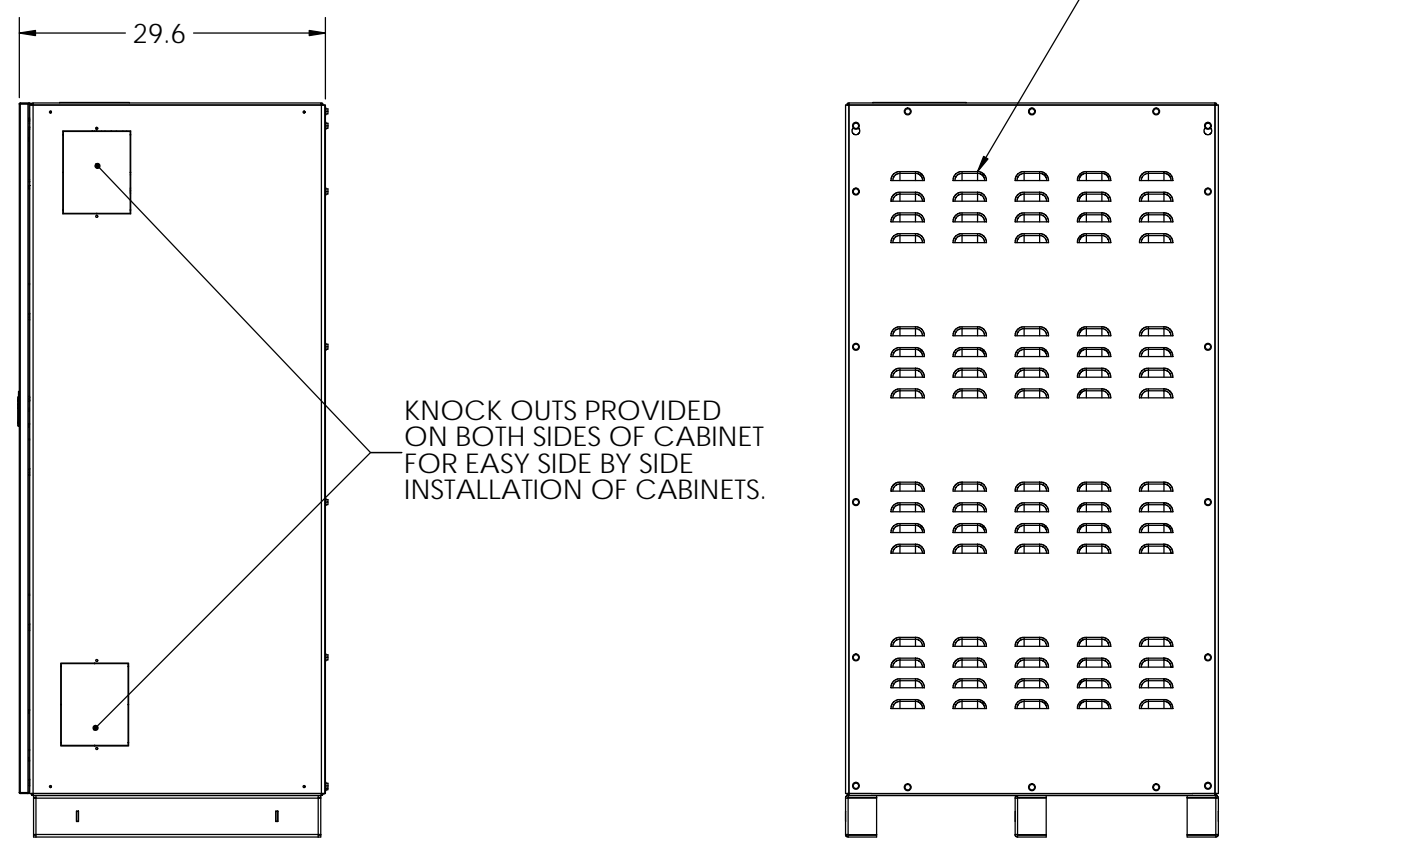 29.6
KNOCK OUTS PROVIDED
ON BOTH SIDES OF CABINET
FOR EASY SIDE BY SIDE
INSTALLATION OF CABINETS.